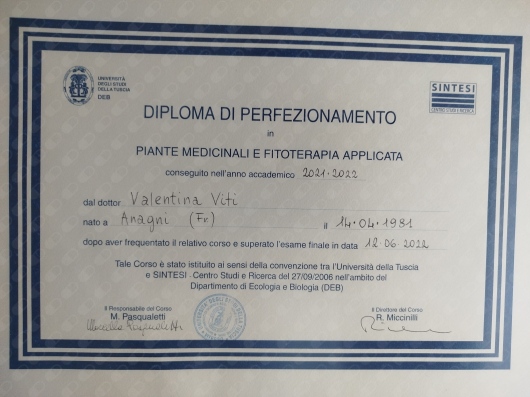 UNIVERSITÀ
DEGLI STUDI
DELLA TUSCIA
DEB
SINTESI
CENTRO STUDI E RICERCA
DIPLOMA DI PERFEZIONAMENTO
in
PIANTE MEDICINALI E FITOTERAPIA APPLICATA
conseguito nell'anno accademico 2021-2022
dal dottor Valentina Viti
nato a Anagni (Fr) il 14.04.1981
dopo aver frequentato il relativo corso e superato l'esame finale in data 12.06.2022
Tale Corso è stato istituito ai sensi della convenzione tra l'Università della Tuscia
e SINTESI - Centro Studi e Ricerca del 27/09/2006 nell'ambito del
Dipartimento di Ecologia e Biologia (DEB)
Il Responsabile del Corso
M. Pasqualetti
Il Direttore del Corso
R. Miccinilli